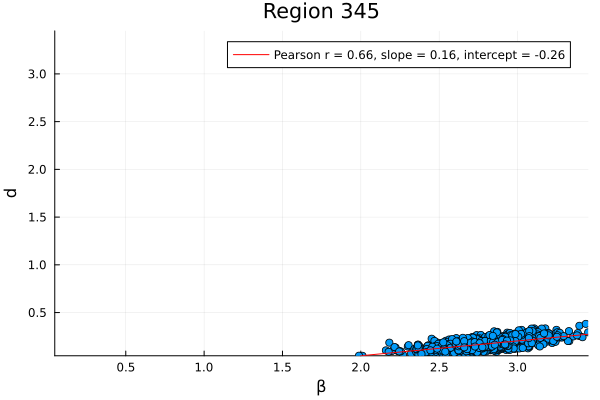 Region 345
Pearson r = 0.66, slope = 0.16, intercept = -0.26
3.0
2.5
2.0
1.5
1.0
0.5
d
0.5 1.0 1.5 2.0 2.5 3.0
β